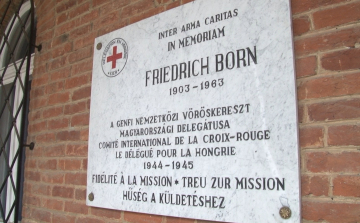 INTER ARMA CARITAS
IN MEMORIAM
FRIEDRICH BORN
1903-1963
A GENFI NEMZETKÖZI VÖRÖSKERESZT
MAGYARORSZÁGI DELEGÁTUSA
COMITÉ INTERNATIONAL DE LA CROIX-ROUGE
LE DÉLÉGUÉ POUR LA HONGRIE
1944-1945
FIDÉLITÉ À LA MISSION • TREU ZUR MISSION
HŰSÉG A KÜLDETÉSHEZ